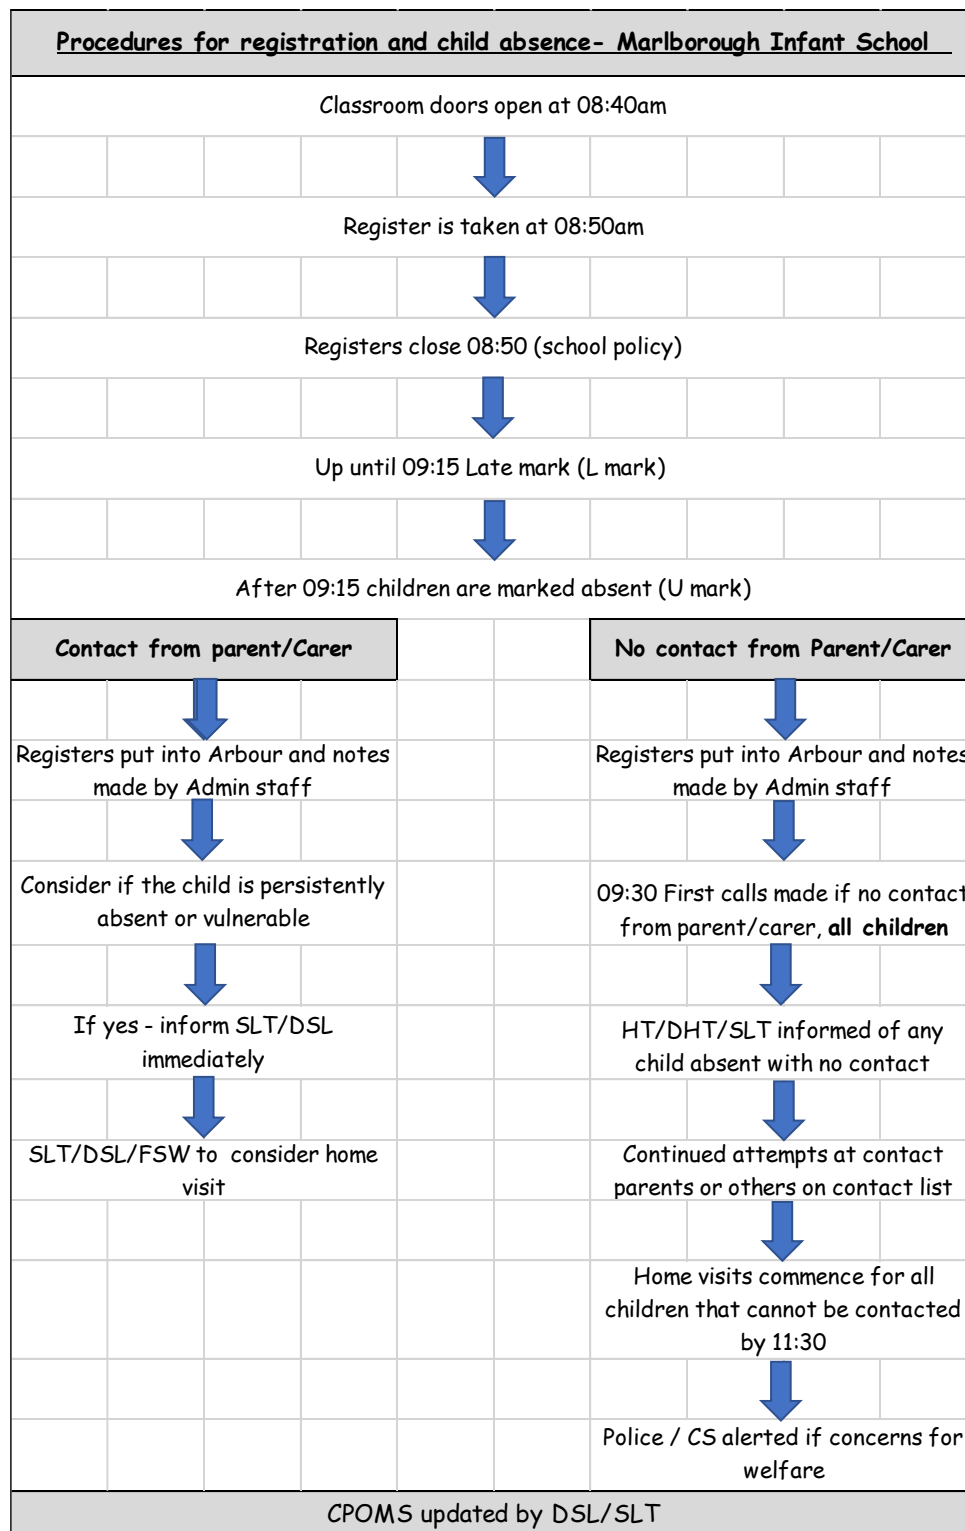 Procedures for registration and child absence- Marlborough Infant School
Classroom doors open at 08:40am
Register is taken at 08:50am
Registers close 08:50 (school policy)
Up until 09:15 Late mark (L mark)
After 09:15 children are marked absent (U mark)
Contact from parent/Carer
Registers put into Arbour and notes
made by Admin staff
Consider if the child is persistently
absent or vulnerable
If yes - inform SLT/DSL
immediately
SLT/DSL/FSW to consider home
visit
No contact from Parent/Carer
Registers put into Arbour and notes
made by Admin staff
09:30 First calls made if no contact
from parent/carer, all children
HT/DHT/SLT informed of any
child absent with no contact
Continued attempts at contact
parents or others on contact list
Home visits commence for all
children that cannot be contacted
by 11:30
Police / CS alerted if concerns for
welfare
CPOMS updated by DSL/SLT